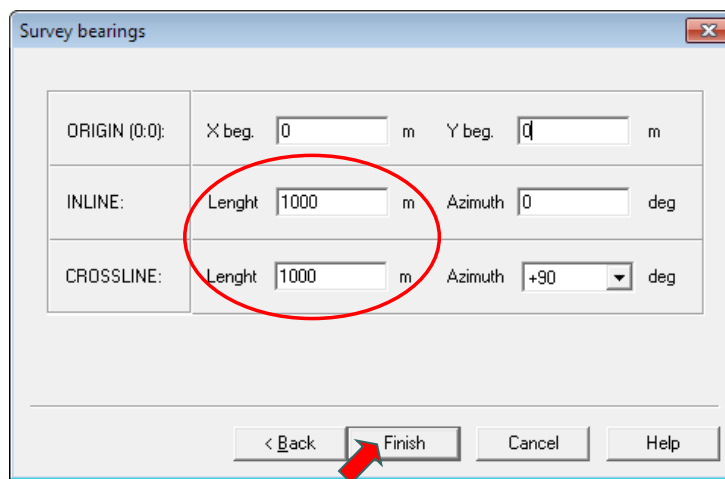 Survey bearings
ORIGIN (0:0): X beg. 0 m Y beg. 0 m
INLINE: Lenght 1000 m Azimuth 0 deg
CROSSLINE: Lenght 1000 m Azimuth +90 deg
< Back Finish Cancel Help